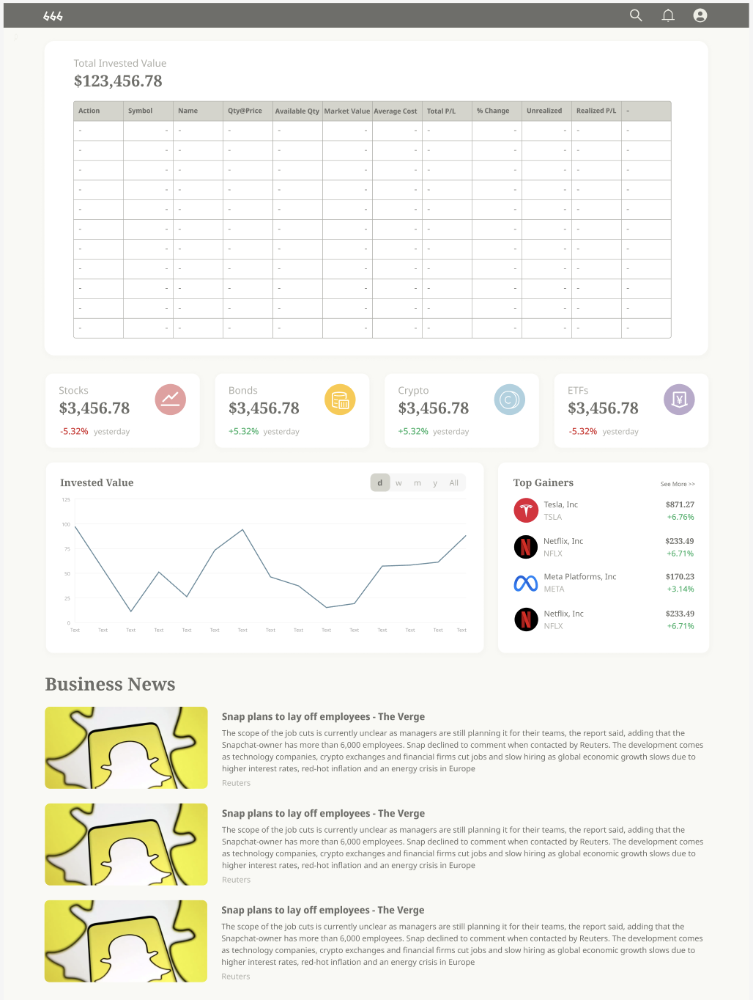 666
Total Invested Value
$123,456.78
Action Symbol Name Qty@Price Available Qty Market Value Average Cost Total P/L % Change Unrealized Realized P/L -
- - - - - - - - - - - -
- - - - - - - - - - - -
- - - - - - - - - - - -
- - - - - - - - - - - -
- - - - - - - - - - - -
- - - - - - - - - - - -
- - - - - - - - - - - -
- - - - - - - - - - - -
- - - - - - - - - - - -
- - - - - - - - - - - -
- - - - - - - - - - - -
Stocks
$3,456.78
-5.32% yesterday
Bonds
$3,456.78
+5.32% yesterday
Crypto
$3,456.78
+5.32% yesterday
C
ETFs
$3,456.78
-5.32% yesterday
¥
Invested Value
d w m y All
125
100
75
50
25
0
Text Text Text Text Text Text Text Text Text Text Text Text Text Text Text
Top Gainers
See More >>
Tesla, Inc $871.27
TSLA +6.76%
Netflix, Inc $233.49
NFLX +6.71%
Meta Platforms, Inc $170.23
META +3.14%
Netflix, Inc $233.49
NFLX +6.71%
Business News
Snap plans to lay off employees - The Verge
The scope of the job cuts is currently unclear as managers are still planning it for their teams, the report said, adding that the
Snapchat-owner has more than 6,000 employees. Snap declined to comment when contacted by Reuters. The development comes
as technology companies, crypto exchanges and financial firms cut jobs and slow hiring as global economic growth slows due to
higher interest rates, red-hot inflation and an energy crisis in Europe
Reuters
Snap plans to lay off employees - The Verge
The scope of the job cuts is currently unclear as managers are still planning it for their teams, the report said, adding that the
Snapchat-owner has more than 6,000 employees. Snap declined to comment when contacted by Reuters. The development comes
as technology companies, crypto exchanges and financial firms cut jobs and slow hiring as global economic growth slows due to
higher interest rates, red-hot inflation and an energy crisis in Europe
Reuters
Snap plans to lay off employees - The Verge
The scope of the job cuts is currently unclear as managers are still planning it for their teams, the report said, adding that the
Snapchat-owner has more than 6,000 employees. Snap declined to comment when contacted by Reuters. The development comes
as technology companies, crypto exchanges and financial firms cut jobs and slow hiring as global economic growth slows due to
higher interest rates, red-hot inflation and an energy crisis in Europe
Reuters